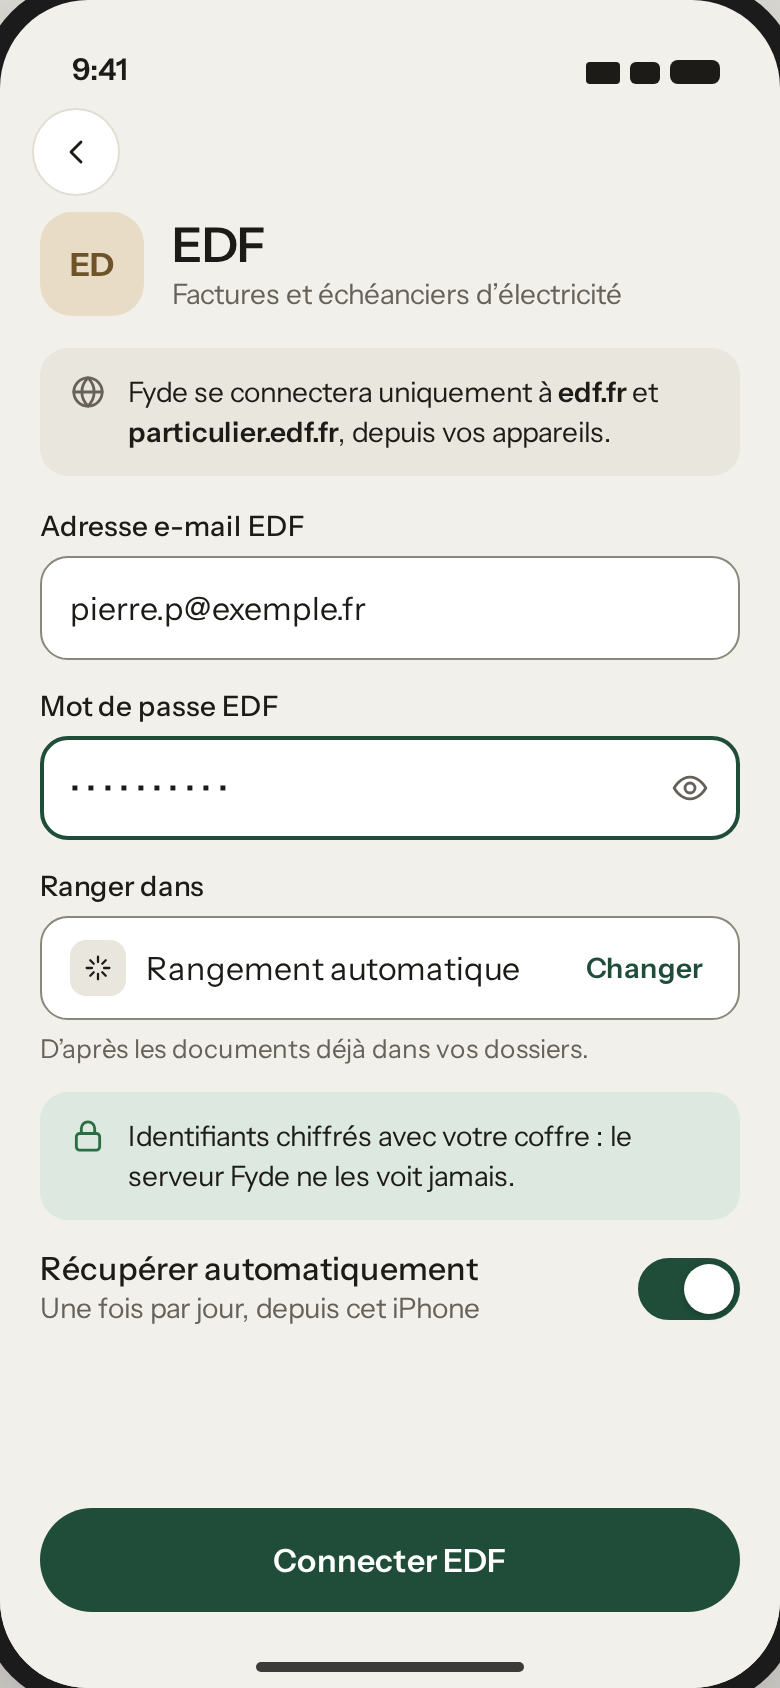 9:41
ED
EDF
Factures et échéanciers d’électricité
Fyde se connectera uniquement à edf.fr et
particulier.edf.fr, depuis vos appareils.
Adresse e-mail EDF
pierre.p@exemple.fr
Mot de passe EDF
··········
Ranger dans
Rangement automatique
Changer
D’après les documents déjà dans vos dossiers.
Identifiants chiffrés avec votre coffre : le
serveur Fyde ne les voit jamais.
Récupérer automatiquement
Une fois par jour, depuis cet iPhone
Connecter EDF